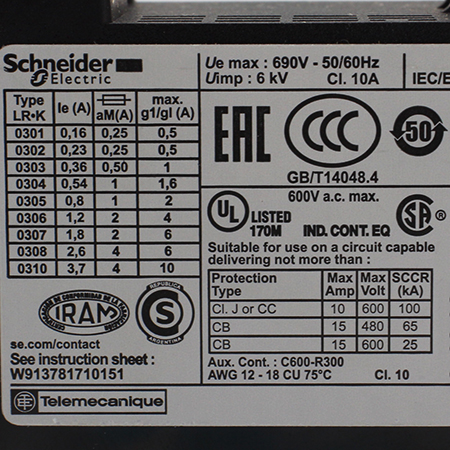 Schneider
Electric
Ue max : 690V - 50/60Hz
Uimp : 6 kV Cl. 10A
IEC/E
Type LR•K Ie (A) aM(A) max. g1/gl (A)
0301 0,16 0,25 0,5
0302 0,23 0,25 0,5
0303 0,36 0,50 1
0304 0,54 1 1,6
0305 0,8 1 2
0306 1,2 2 4
0307 1,8 2 6
0308 2,6 4 6
0310 3,7 4 10
EAC
CCC
50
GB/T14048.4
600V a.c. max.
UL LISTED
170M IND. CONT. EQ
SA
Suitable for use on a circuit capable
delivering not more than :
Protection Type Max Amp Max Volt SCCR (kA)
Cl. J or CC 10 600 100
CB 15 480 65
CB 15 600 25
Aux. Cont. : C600-R300
AWG 12 - 18 CU 75°C Cl. 10
IRAM
REPUBLICA
S
ARGENTINA
se.com/contact
See instruction sheet :
W913781710151
Telemecanique